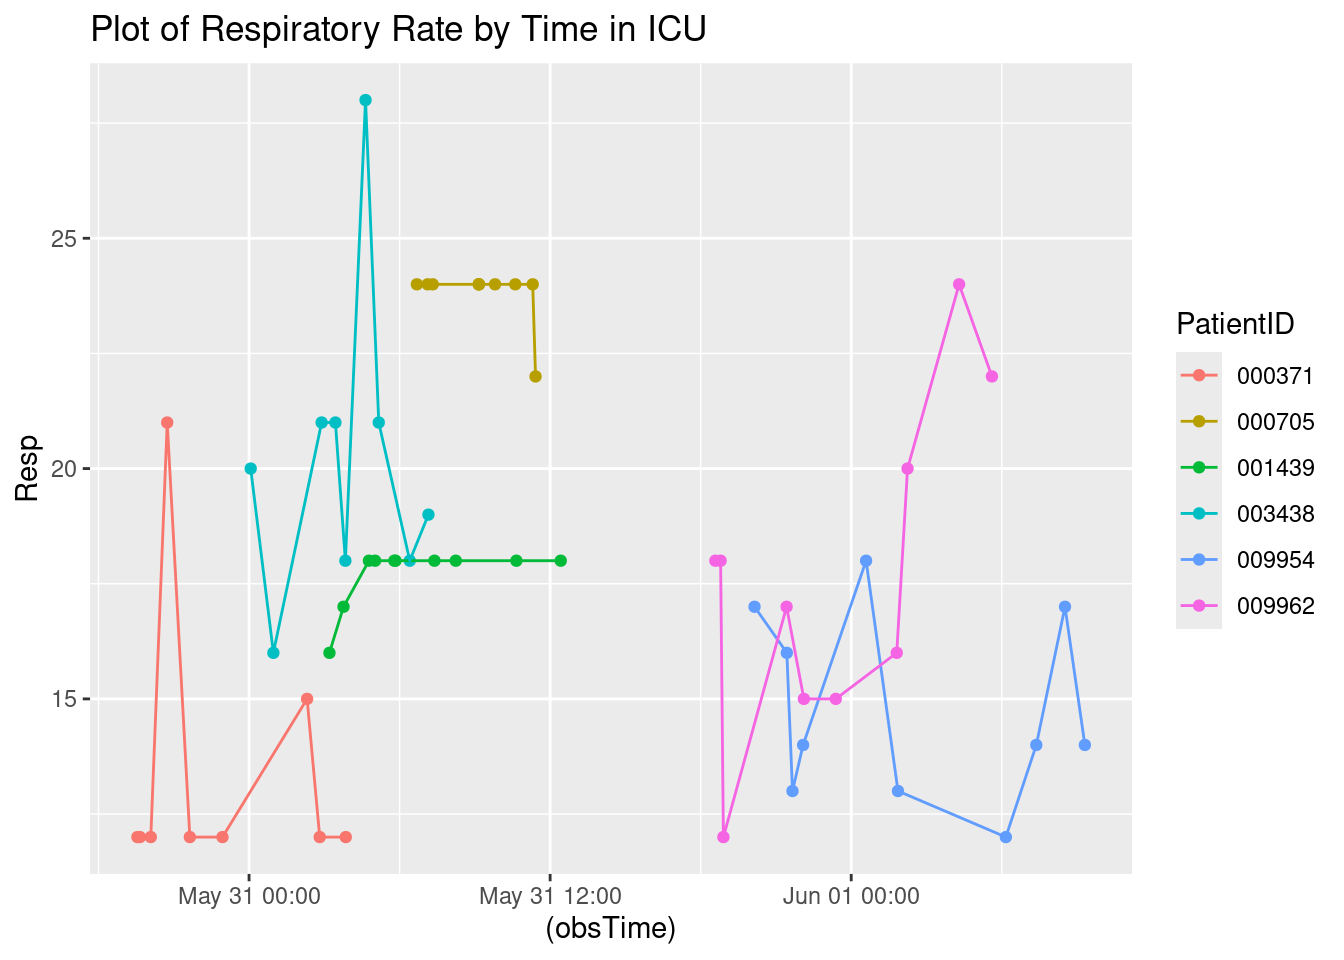 Plot of Respiratory Rate by Time in ICU
Resp
25
20
15
May 31 00:00
May 31 12:00
Jun 01 00:00
(obsTime)
PatientID
000371
000705
001439
003438
009954
009962